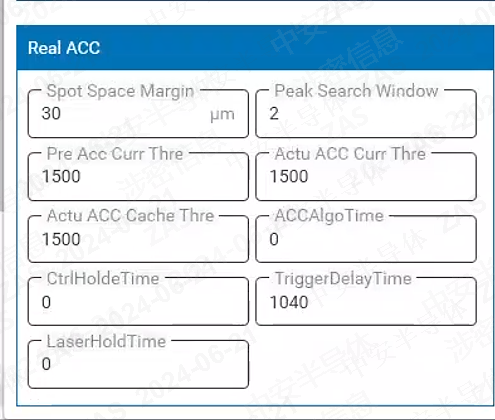 Real ACC
Spot Space Margin
30 μm
Peak Search Window
2
Pre Acc Curr Thre
1500
Actu ACC Curr Thre
1500
Actu ACC Cache Thre
1500
ACCAlgoTime
0
CtrlHoldeTime
0
TriggerDelayTime
1040
LaserHoldTime
0